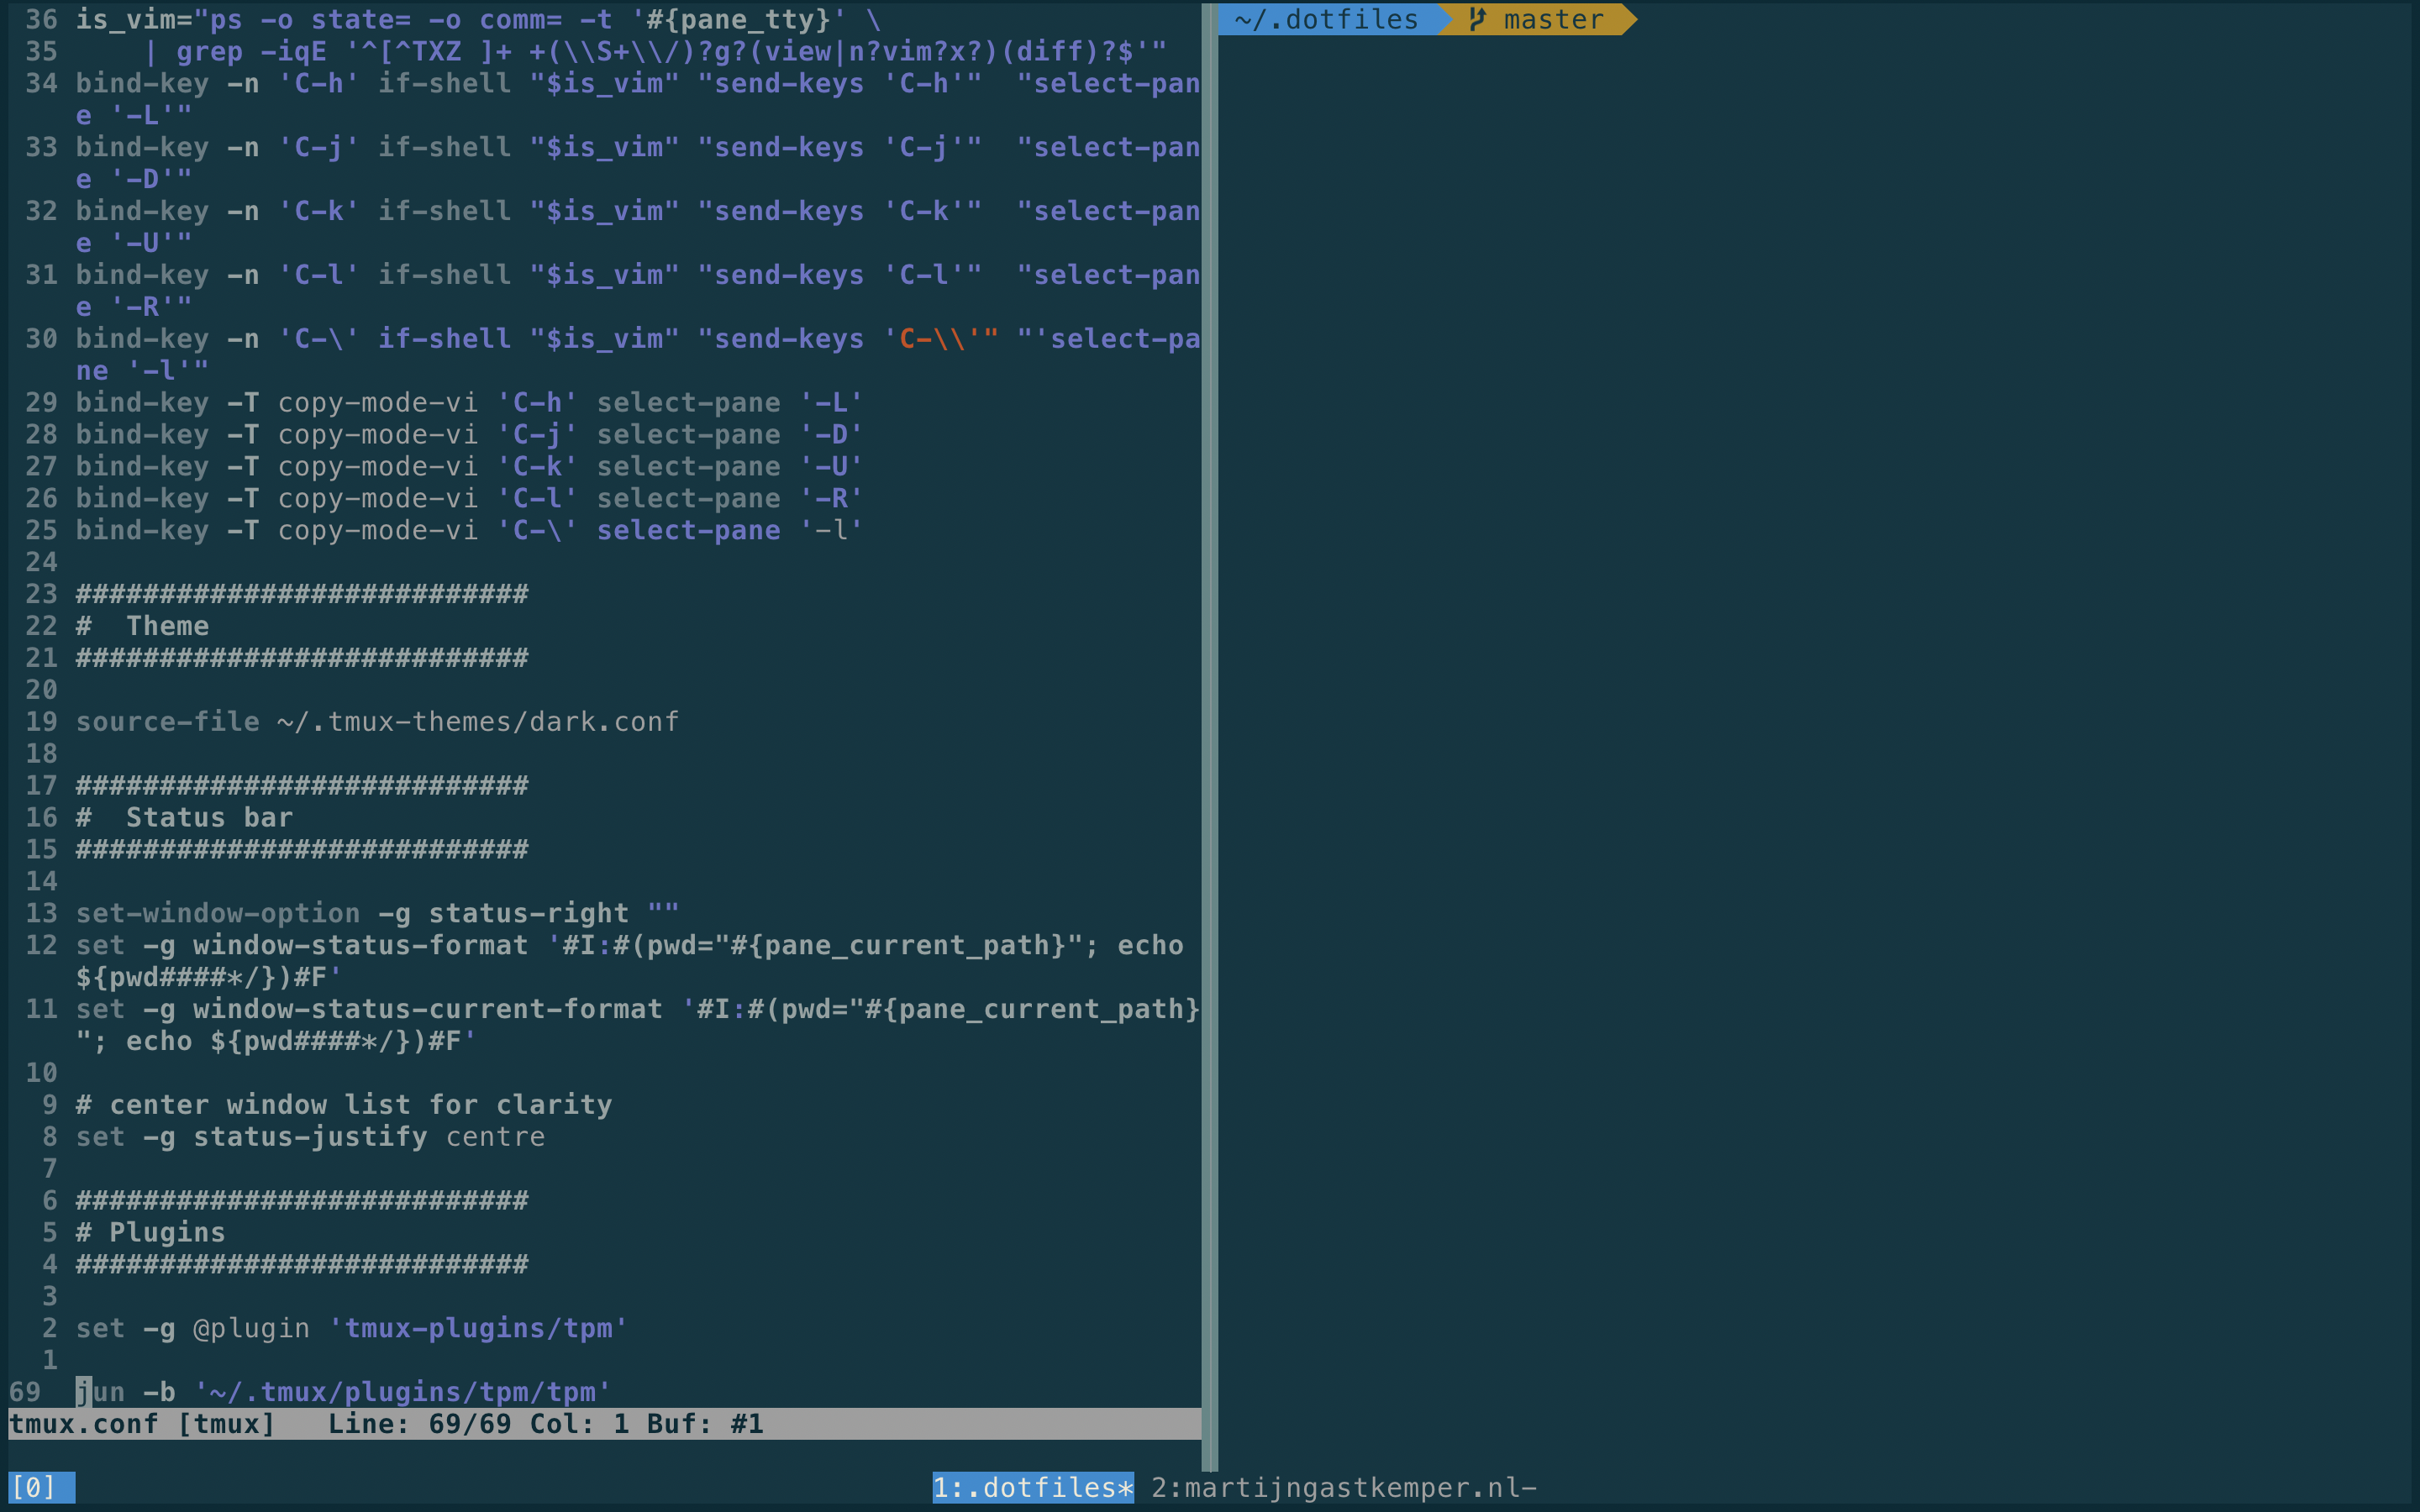 36 is_vim="ps -o state= -o comm= -t '#{pane_tty}' \
35     | grep -iqE '^[^TXZ ]+ +(\\S+\\/)?g?(view|n?vim?x?)(diff)?$'"
34 bind-key -n 'C-h' if-shell "$is_vim" "send-keys 'C-h'"  "select-pan
e '-L'"
33 bind-key -n 'C-j' if-shell "$is_vim" "send-keys 'C-j'"  "select-pan
e '-D'"
32 bind-key -n 'C-k' if-shell "$is_vim" "send-keys 'C-k'"  "select-pan
e '-U'"
31 bind-key -n 'C-l' if-shell "$is_vim" "send-keys 'C-l'"  "select-pan
e '-R'"
30 bind-key -n 'C-\' if-shell "$is_vim" "send-keys 'C-\\'" "'select-pa
ne '-l'"
29 bind-key -T copy-mode-vi 'C-h' select-pane '-L'
28 bind-key -T copy-mode-vi 'C-j' select-pane '-D'
27 bind-key -T copy-mode-vi 'C-k' select-pane '-U'
26 bind-key -T copy-mode-vi 'C-l' select-pane '-R'
25 bind-key -T copy-mode-vi 'C-\' select-pane '-l'
24
23 ###########################
22 #  Theme
21 ###########################
20
19 source-file ~/.tmux-themes/dark.conf
18
17 ###########################
16 #  Status bar
15 ###########################
14
13 set-window-option -g status-right ""
12 set -g window-status-format '#I:#(pwd="#{pane_current_path}"; echo
${pwd####*/})#F'
11 set -g window-status-current-format '#I:#(pwd="#{pane_current_path}
"; echo ${pwd####*/})#F'
10
9 # center window list for clarity
8 set -g status-justify centre
7
6 ###########################
5 # Plugins
4 ###########################
3
2 set -g @plugin 'tmux-plugins/tpm'
1
69 jun -b '~/.tmux/plugins/tpm/tpm'
tmux.conf [tmux]   Line: 69/69 Col: 1 Buf: #1
~/.dotfiles master
[0] 1:.dotfiles* 2:martijngastkemper.nl-